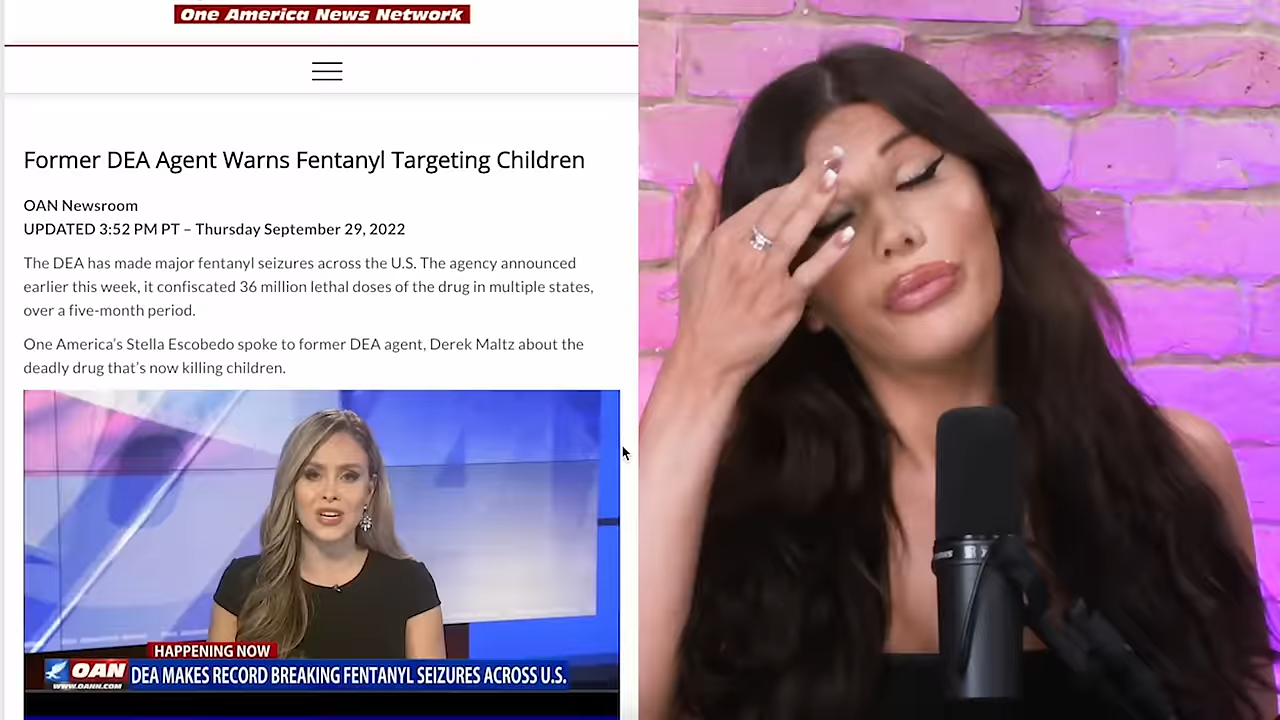 One America News Network
Former DEA Agent Warns Fentanyl Targeting Children
OAN Newsroom
UPDATED 3:52 PM PT – Thursday September 29, 2022
The DEA has made major fentanyl seizures across the U.S. The agency announced
earlier this week, it confiscated 36 million lethal doses of the drug in multiple states,
over a five-month period.
One America’s Stella Escobedo spoke to former DEA agent, Derek Maltz about the
deadly drug that’s now killing children.
HAPPENING NOW
OAN
WWW.OANN.COM
DEA MAKES RECORD BREAKING FENTANYL SEIZURES ACROSS U.S.